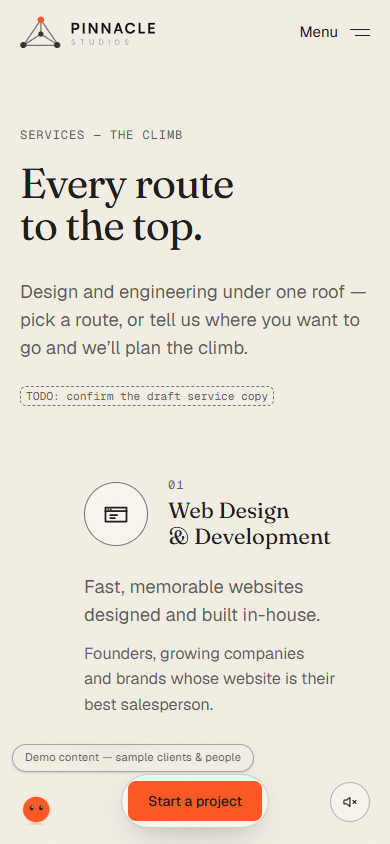 PINNACLE
STUDIOS
Menu
SERVICES — THE CLIMB
Every route
to the top.
Design and engineering under one roof —
pick a route, or tell us where you want to
go and we’ll plan the climb.
TODO: confirm the draft service copy
01
Web Design
& Development
Fast, memorable websites
designed and built in-house.
Founders, growing companies
and brands whose website is their
best salesperson.
Demo content — sample clients & people
Start a project